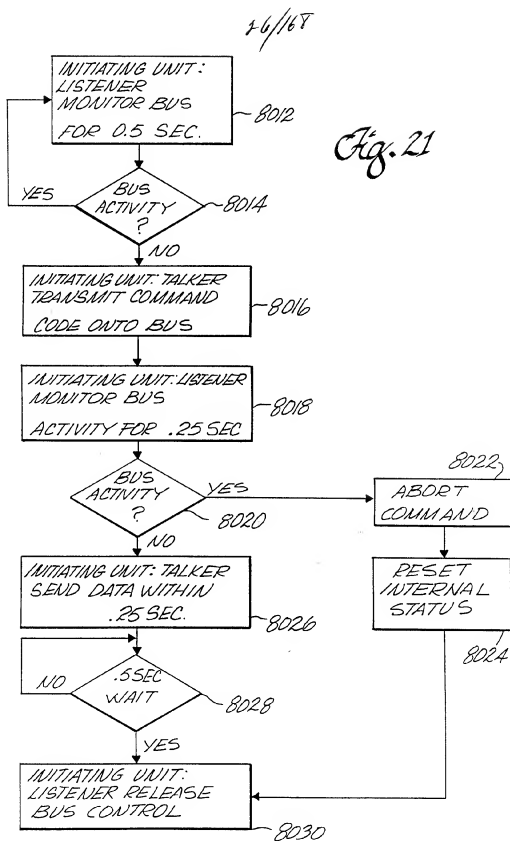 26/168
INITIATING UNIT:
LISTENER
MONITOR BUS
FOR 0.5 SEC.
8012
Fig. 21
YES
BUS
ACTIVITY
?
8014
NO
INITIATING UNIT: TALKER
TRANSMIT COMMAND
CODE ONTO BUS
8016
INITIATING UNIT: LISTENER
MONITOR BUS
ACTIVITY FOR .25 SEC
8018
BUS
ACTIVITY
?
YES
8020
NO
8022
ABORT
COMMAND
RESET
INTERNAL
STATUS
8024
INITIATING UNIT: TALKER
SEND DATA WITHIN
.25 SEC.
8026
NO
.5 SEC
WAIT
8028
YES
INITIATING UNIT:
LISTENER RELEASE
BUS CONTROL
8030